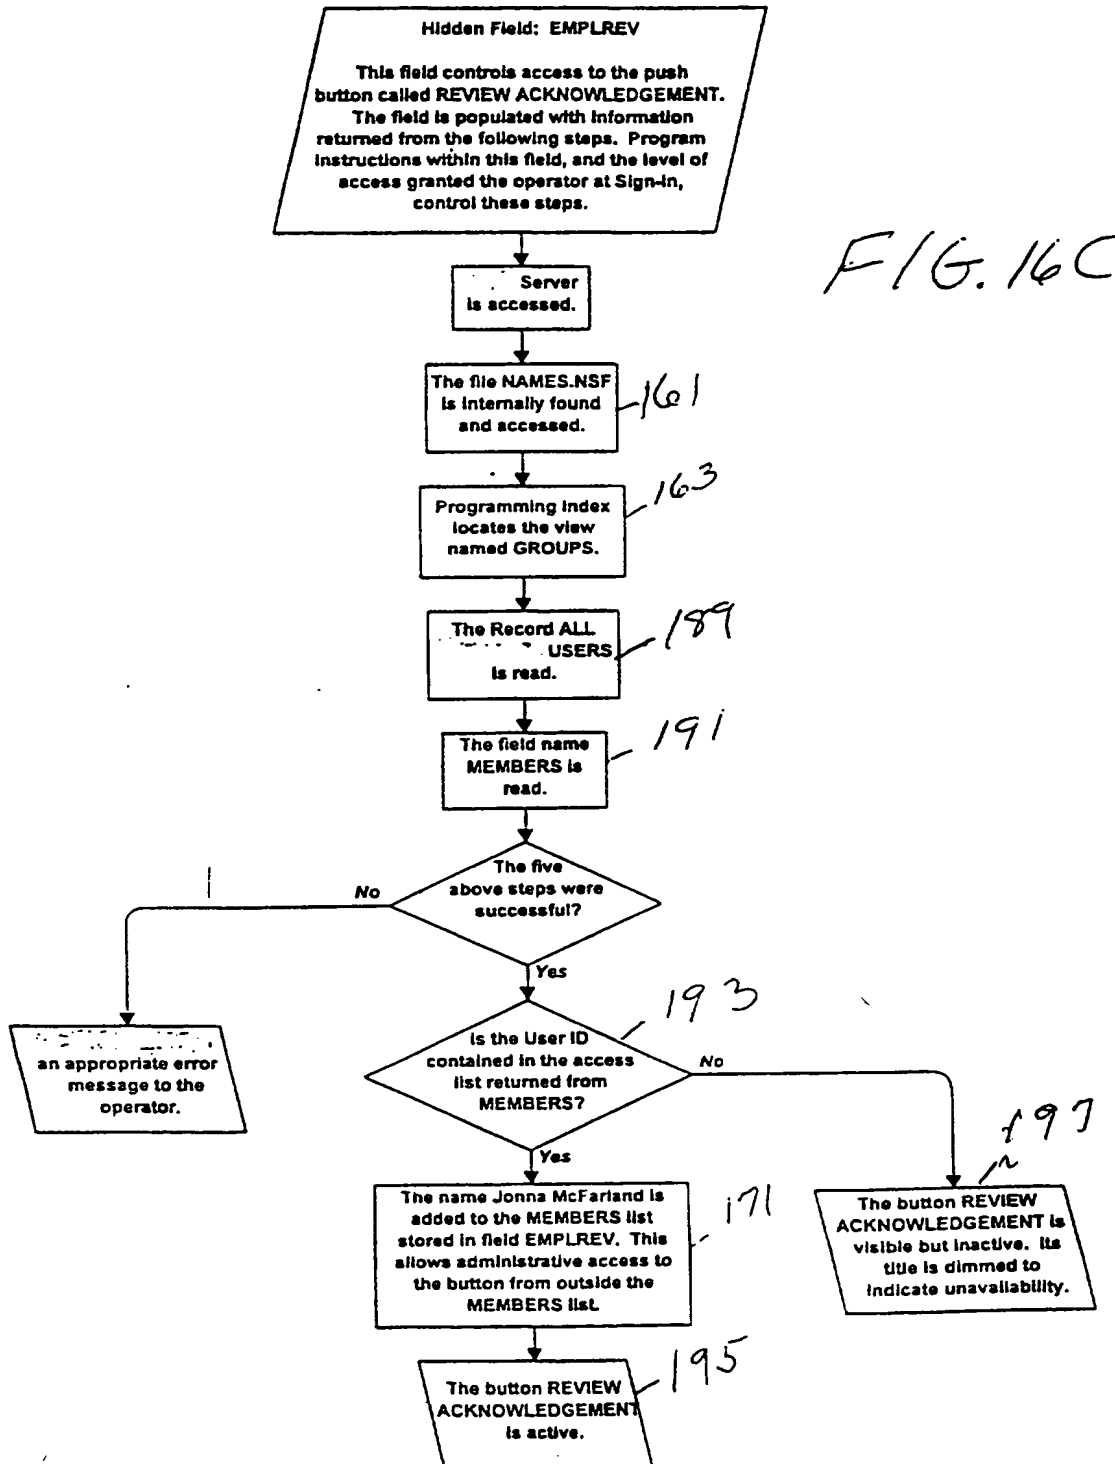 Hidden Field: EMPLREV
This field controls access to the push
button called REVIEW ACKNOWLEDGEMENT.
The field is populated with information
returned from the following steps. Program
instructions within this field, and the level of
access granted the operator at Sign-in,
control these steps.
FIG. 16C
Server
is accessed.
The file NAMES.NSF
is internally found
and accessed.
161
Programming index
locates the view
named GROUPS.
163
The Record ALL
USERS
is read.
189
The field name
MEMBERS is
read.
191
The five
above steps were
successful?
No
Yes
an appropriate error
message to the
operator.
Is the User ID
contained in the access
list returned from
MEMBERS?
193
No
Yes
The name Jonna McFarland is
added to the MEMBERS list
stored in field EMPLREV. This
allows administrative access to
the button from outside the
MEMBERS list.
171
The button REVIEW
ACKNOWLEDGEMENT is
visible but inactive. Its
title is dimmed to
indicate unavailability.
197
The button REVIEW
ACKNOWLEDGEMENT
is active.
195